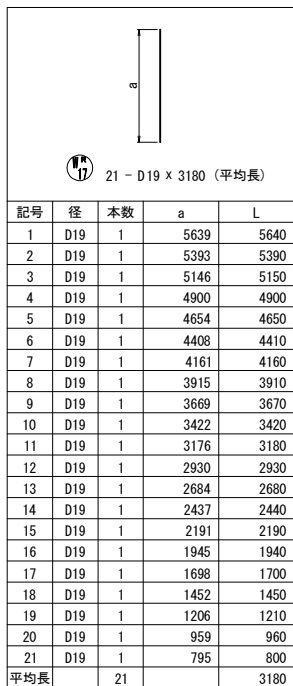 a
WR
17
21 - D19 x 3180 (平均長)
記号 径 本数 a L
1 D19 1 5639 5640
2 D19 1 5393 5390
3 D19 1 5146 5150
4 D19 1 4900 4900
5 D19 1 4654 4650
6 D19 1 4408 4410
7 D19 1 4161 4160
8 D19 1 3915 3910
9 D19 1 3669 3670
10 D19 1 3422 3420
11 D19 1 3176 3180
12 D19 1 2930 2930
13 D19 1 2684 2680
14 D19 1 2437 2440
15 D19 1 2191 2190
16 D19 1 1945 1940
17 D19 1 1698 1700
18 D19 1 1452 1450
19 D19 1 1206 1210
20 D19 1 959 960
21 D19 1 795 800
平均長 21 3180